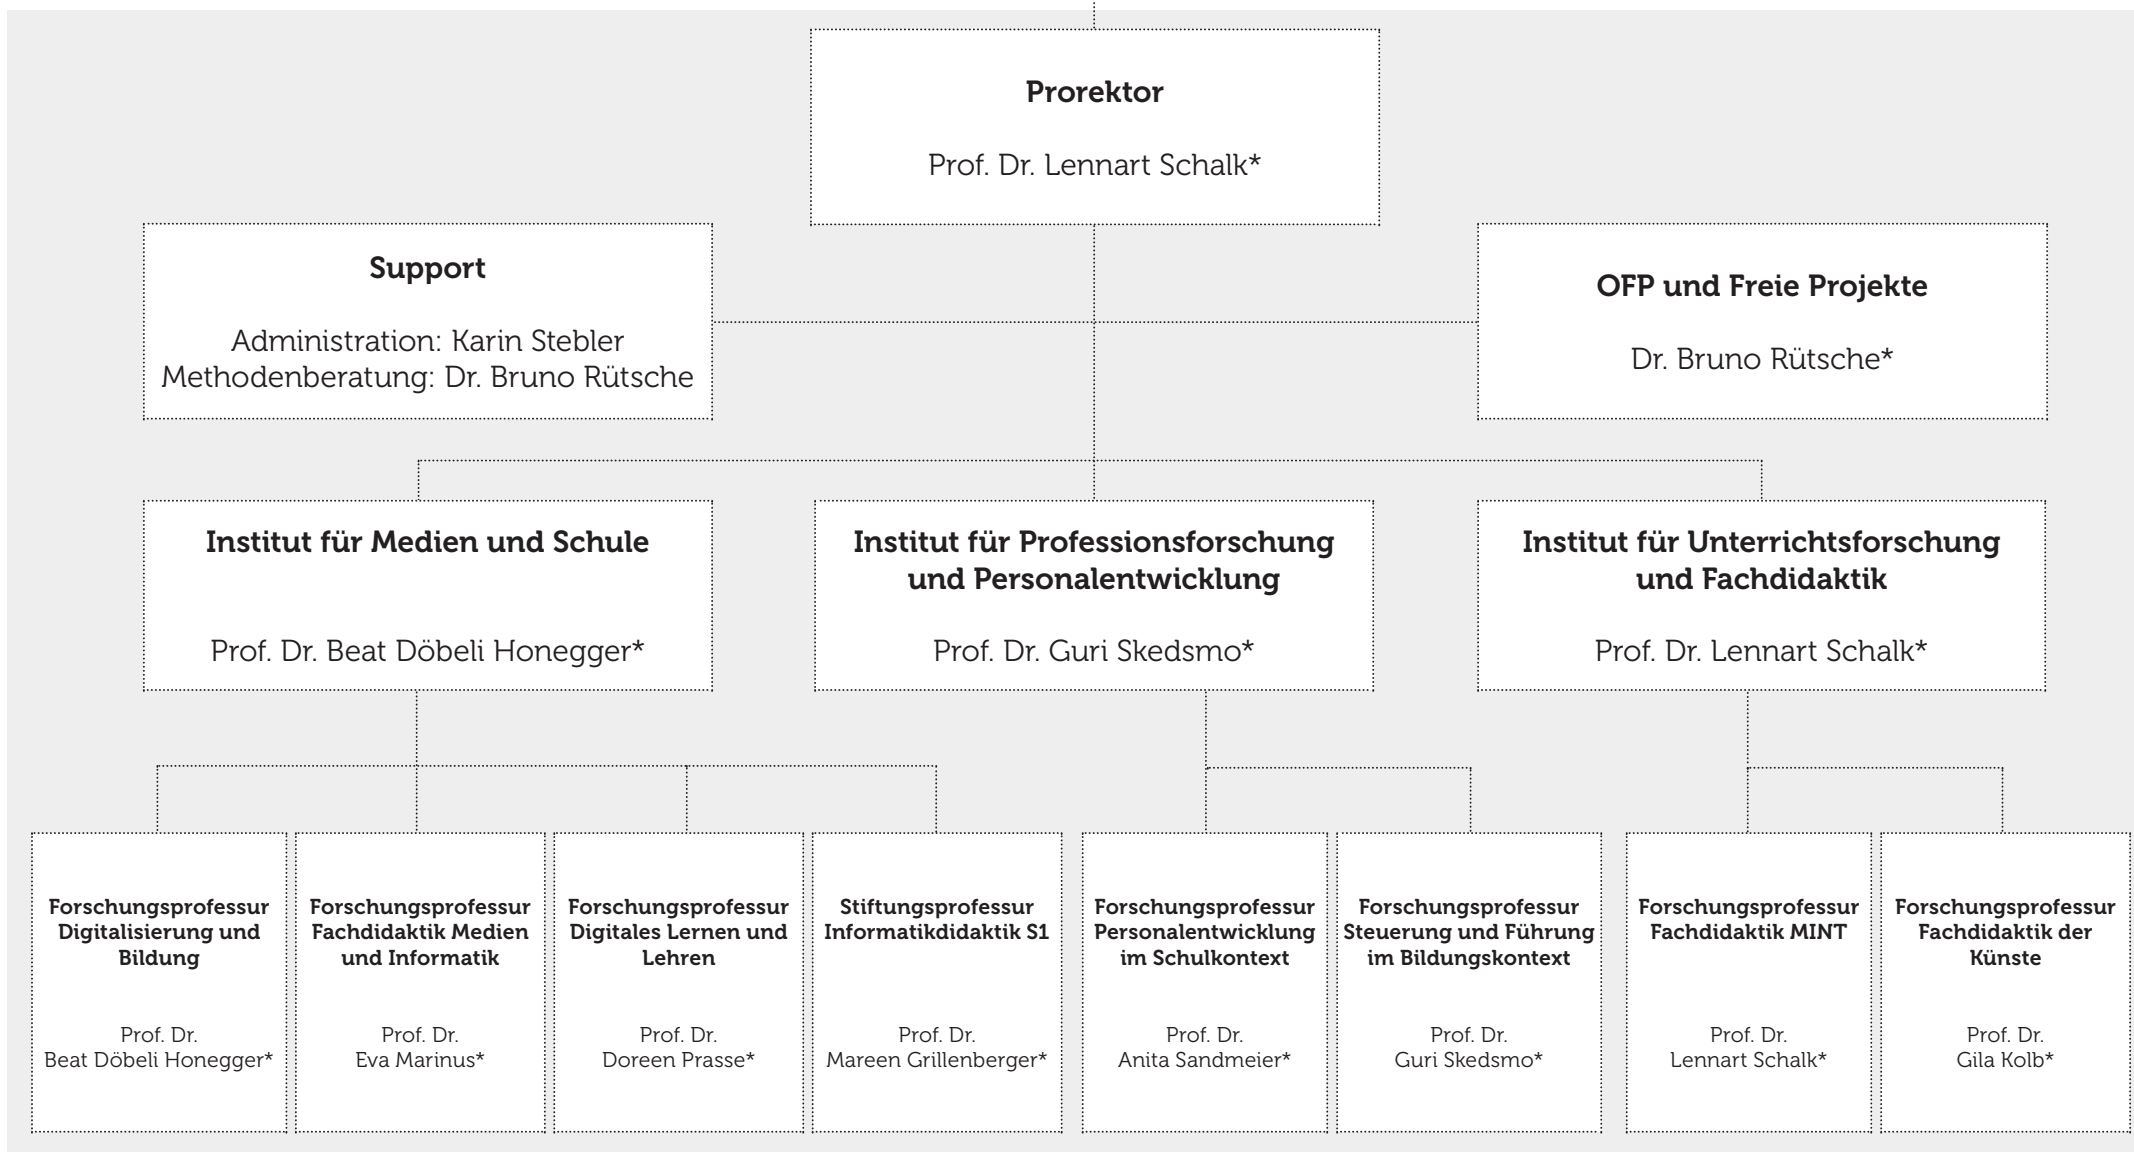 Prorektor
Prof. Dr. Lennart Schalk*
Support
Administration: Karin Stebler
Methodenberatung: Dr. Bruno Rütsche
OFP und Freie Projekte
Dr. Bruno Rütsche*
Institut für Medien und Schule
Prof. Dr. Beat Döbeli Honegger*
Institut für Professionsforschung
und Personalentwicklung
Prof. Dr. Guri Skedsmo*
Institut für Unterrichtsforschung
und Fachdidaktik
Prof. Dr. Lennart Schalk*
Forschungsprofessur
Digitalisierung und
Bildung
Prof. Dr.
Beat Döbeli Honegger*
Forschungsprofessur
Fachdidaktik Medien
und Informatik
Prof. Dr.
Eva Marinus*
Forschungsprofessur
Digitales Lernen und
Lehren
Prof. Dr.
Doreen Prasse*
Stiftungsprofessur
Informatikdidaktik S1
Prof. Dr.
Mareen Grillenberger*
Forschungsprofessur
Personalentwicklung
im Schulkontext
Prof. Dr.
Anita Sandmeier*
Forschungsprofessur
Steuerung und Führung
im Bildungskontext
Prof. Dr.
Guri Skedsmo*
Forschungsprofessur
Fachdidaktik MINT
Prof. Dr.
Lennart Schalk*
Forschungsprofessur
Fachdidaktik der
Künste
Prof. Dr.
Gila Kolb*